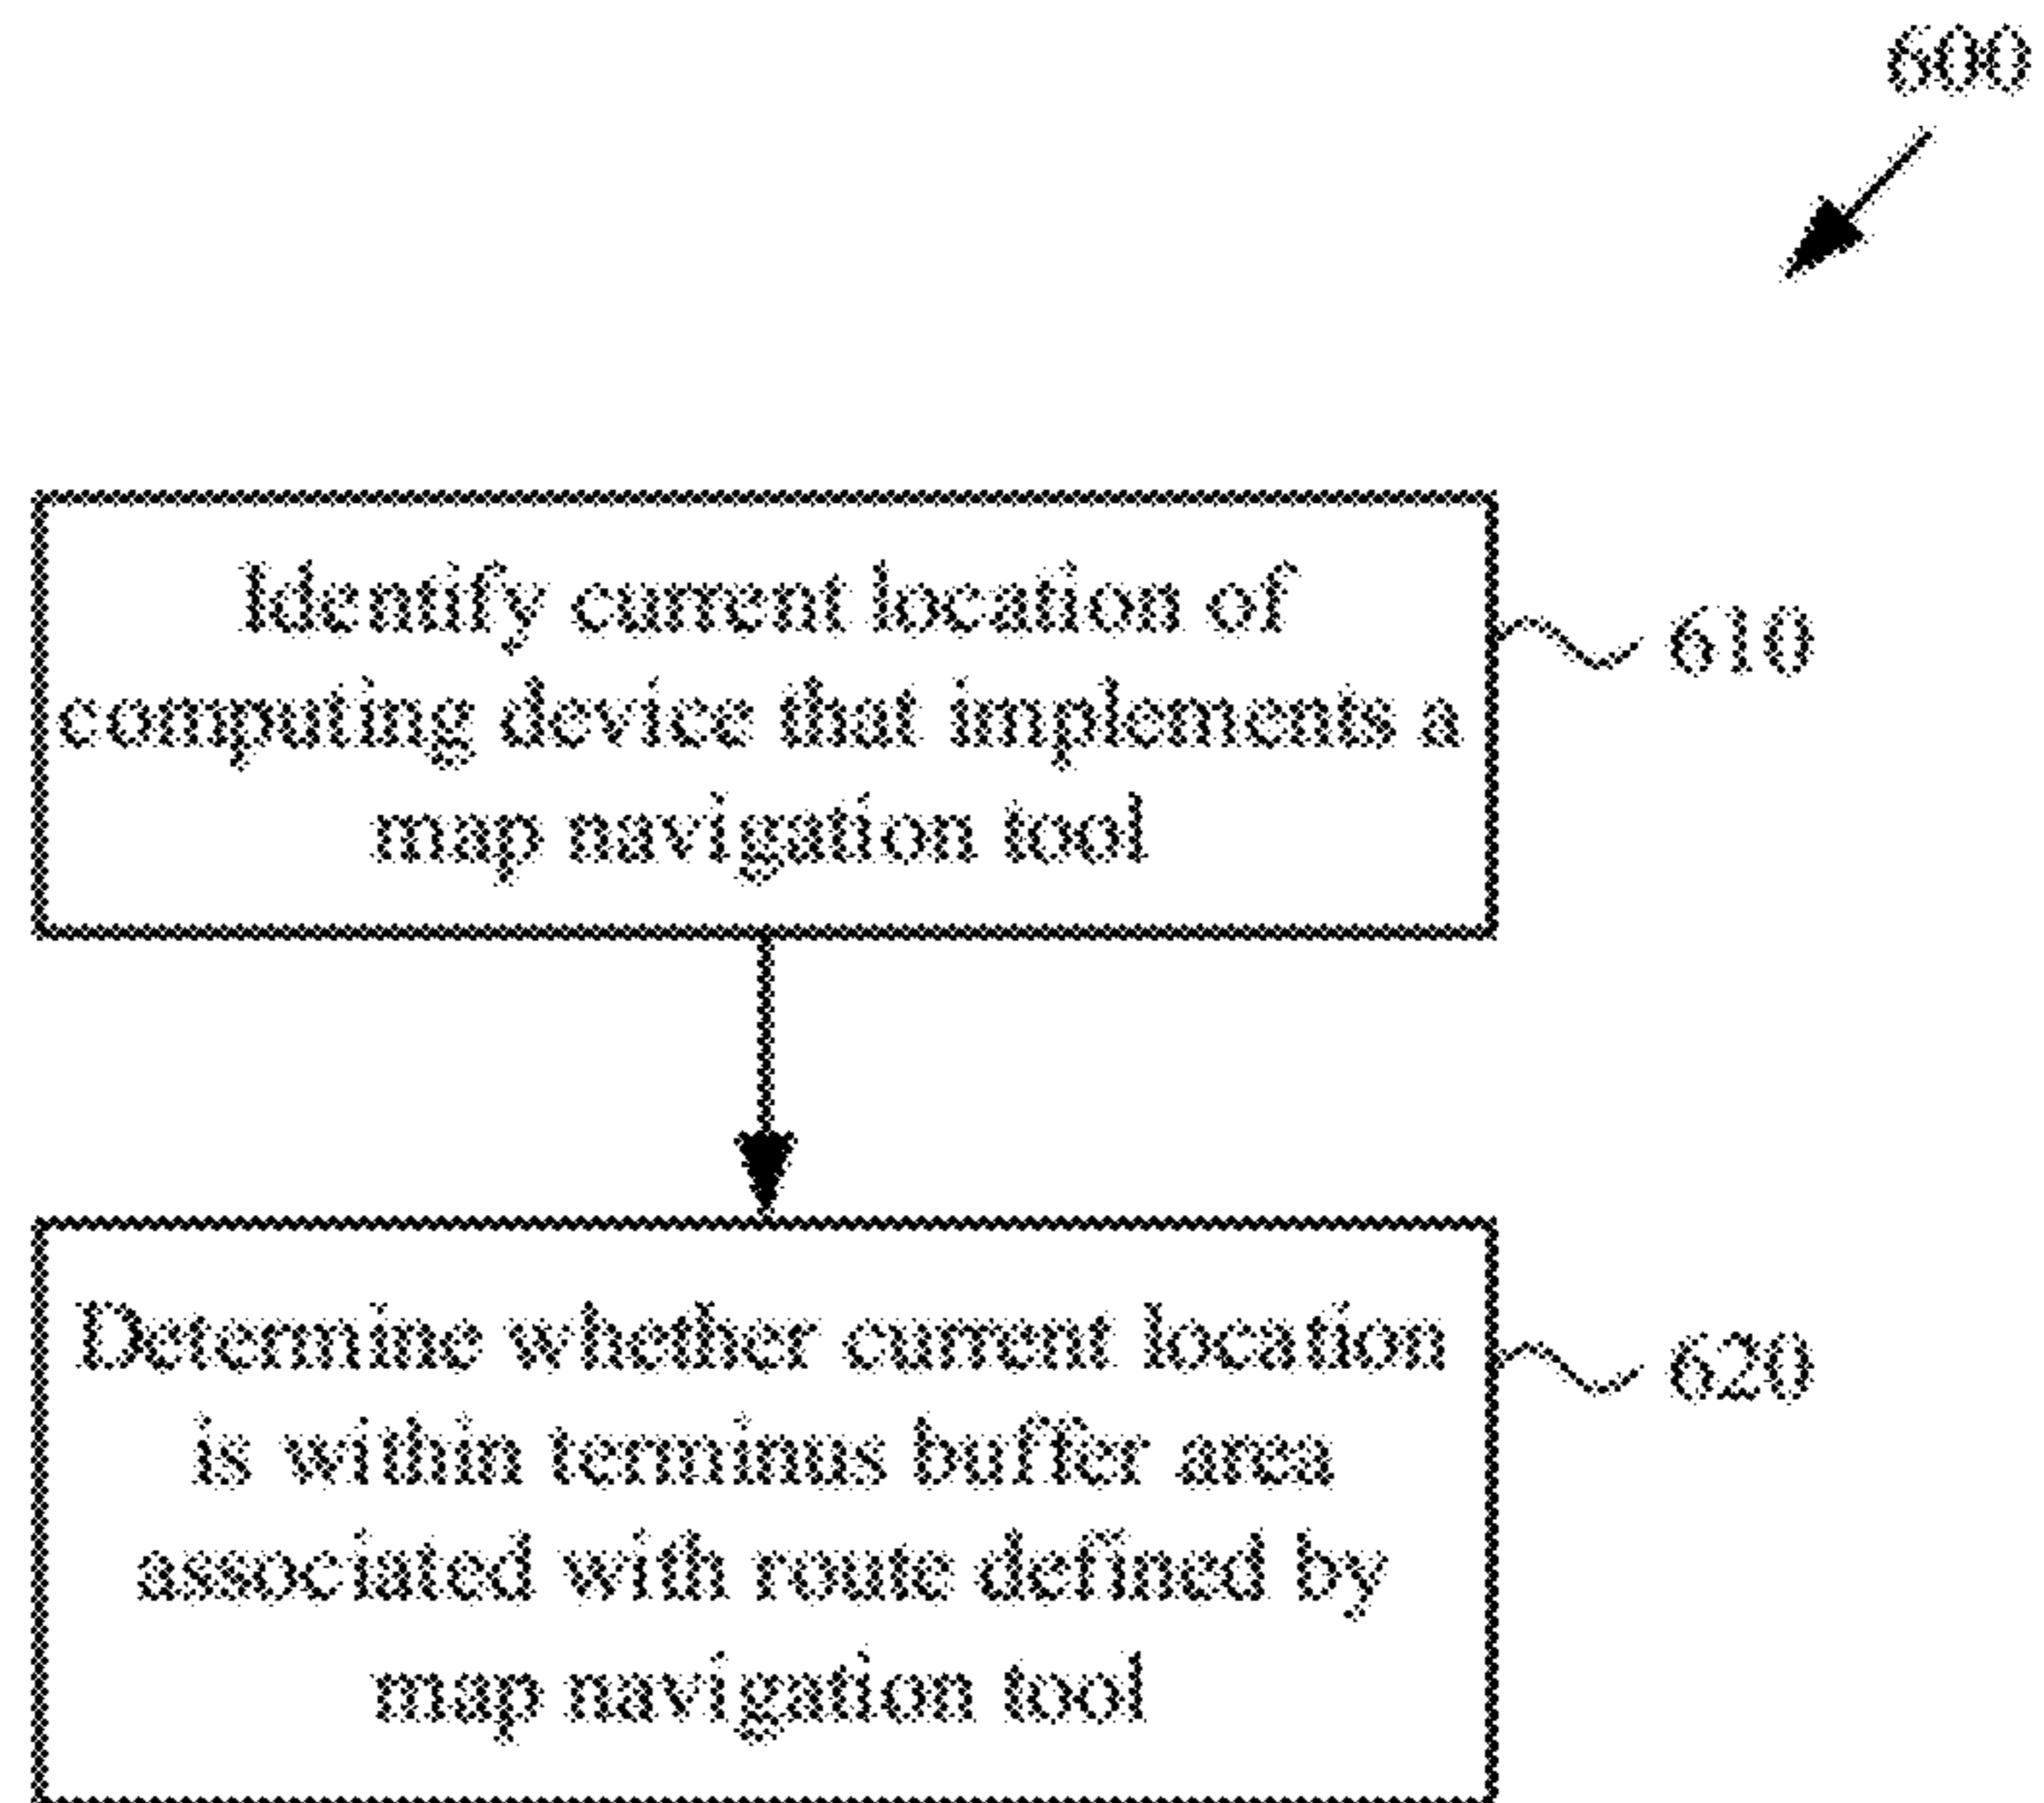 600
Identify current location of
computing device that implements a
map navigation tool
610
Determine whether current location
is within terminus buffer area
associated with route defined by
map navigation tool
620